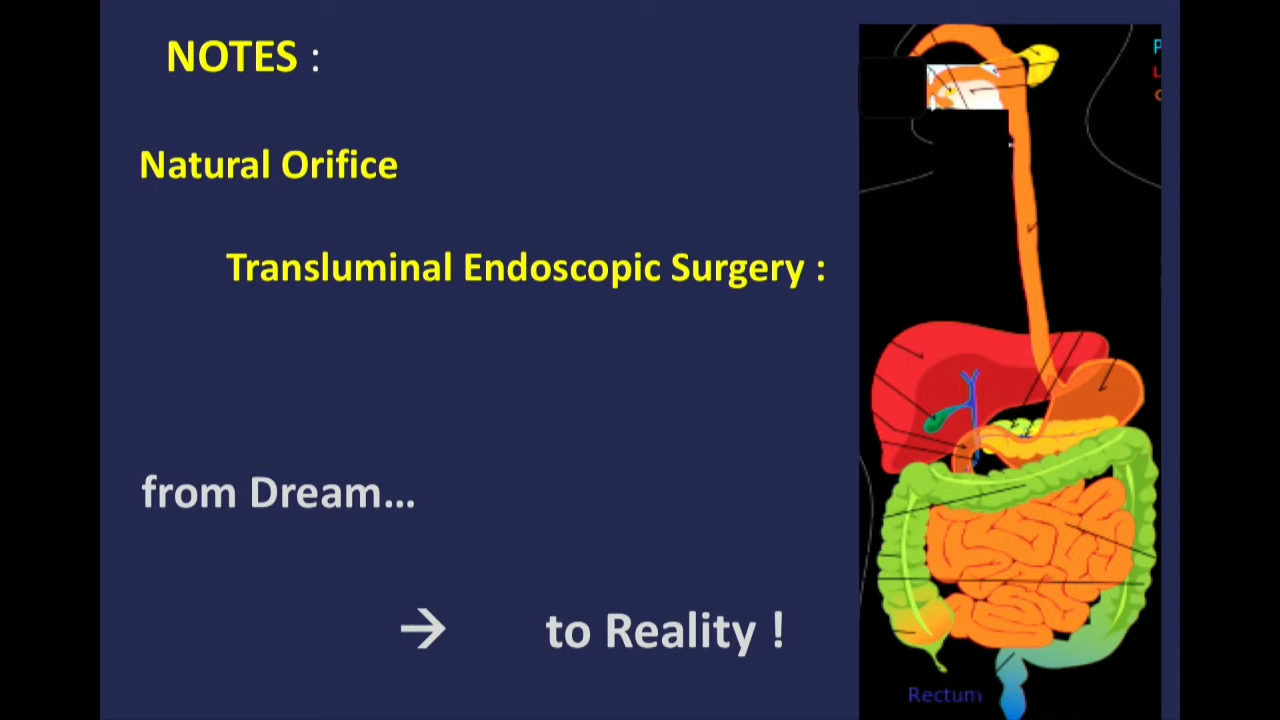 NOTES :
Natural Orifice
Transluminal Endoscopic Surgery :
from Dream...
→ to Reality !
Rectum